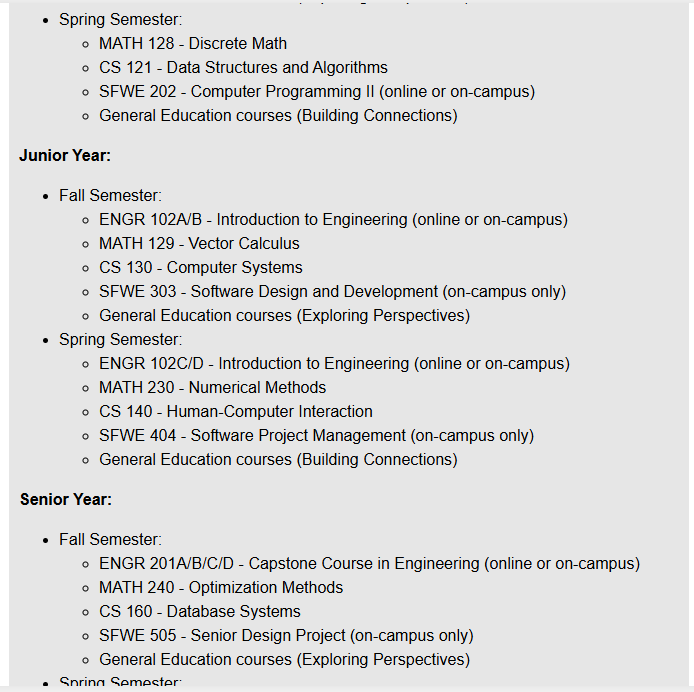 • Spring Semester:
◦ MATH 128 - Discrete Math
◦ CS 121 - Data Structures and Algorithms
◦ SFWE 202 - Computer Programming II (online or on-campus)
◦ General Education courses (Building Connections)
Junior Year:
• Fall Semester:
◦ ENGR 102A/B - Introduction to Engineering (online or on-campus)
◦ MATH 129 - Vector Calculus
◦ CS 130 - Computer Systems
◦ SFWE 303 - Software Design and Development (on-campus only)
◦ General Education courses (Exploring Perspectives)
• Spring Semester:
◦ ENGR 102C/D - Introduction to Engineering (online or on-campus)
◦ MATH 230 - Numerical Methods
◦ CS 140 - Human-Computer Interaction
◦ SFWE 404 - Software Project Management (on-campus only)
◦ General Education courses (Building Connections)
Senior Year:
• Fall Semester:
◦ ENGR 201A/B/C/D - Capstone Course in Engineering (online or on-campus)
◦ MATH 240 - Optimization Methods
◦ CS 160 - Database Systems
◦ SFWE 505 - Senior Design Project (on-campus only)
◦ General Education courses (Exploring Perspectives)
• Spring Semester: